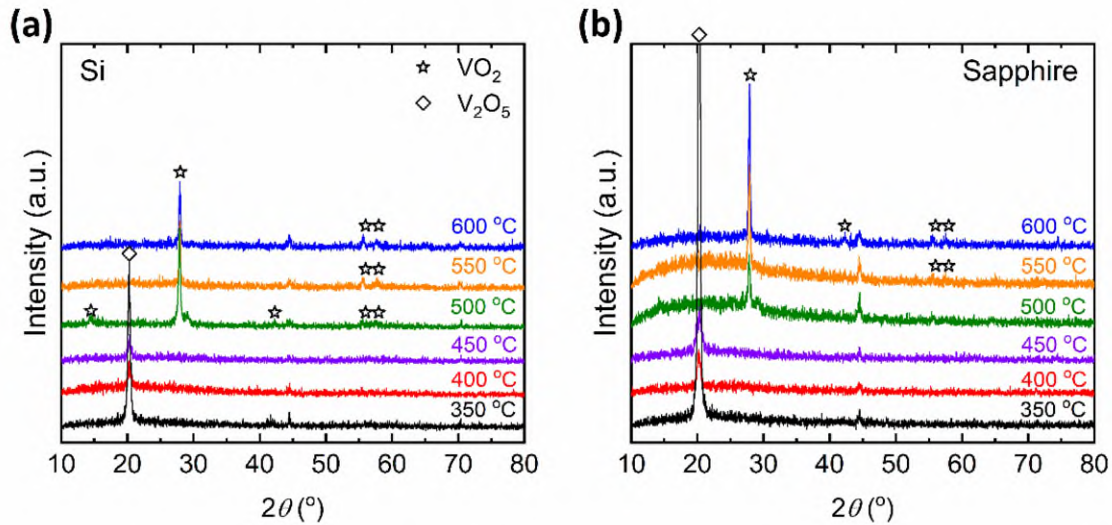 (a)
Si
☆ VO₂
◇ V₂O₅
600 °C
550 °C
500 °C
450 °C
400 °C
350 °C
Intensity (a.u.)
10 20 30 40 50 60 70 80
2θ (°)
(b)
Sapphire
600 °C
550 °C
500 °C
450 °C
400 °C
350 °C
Intensity (a.u.)
10 20 30 40 50 60 70 80
2θ (°)